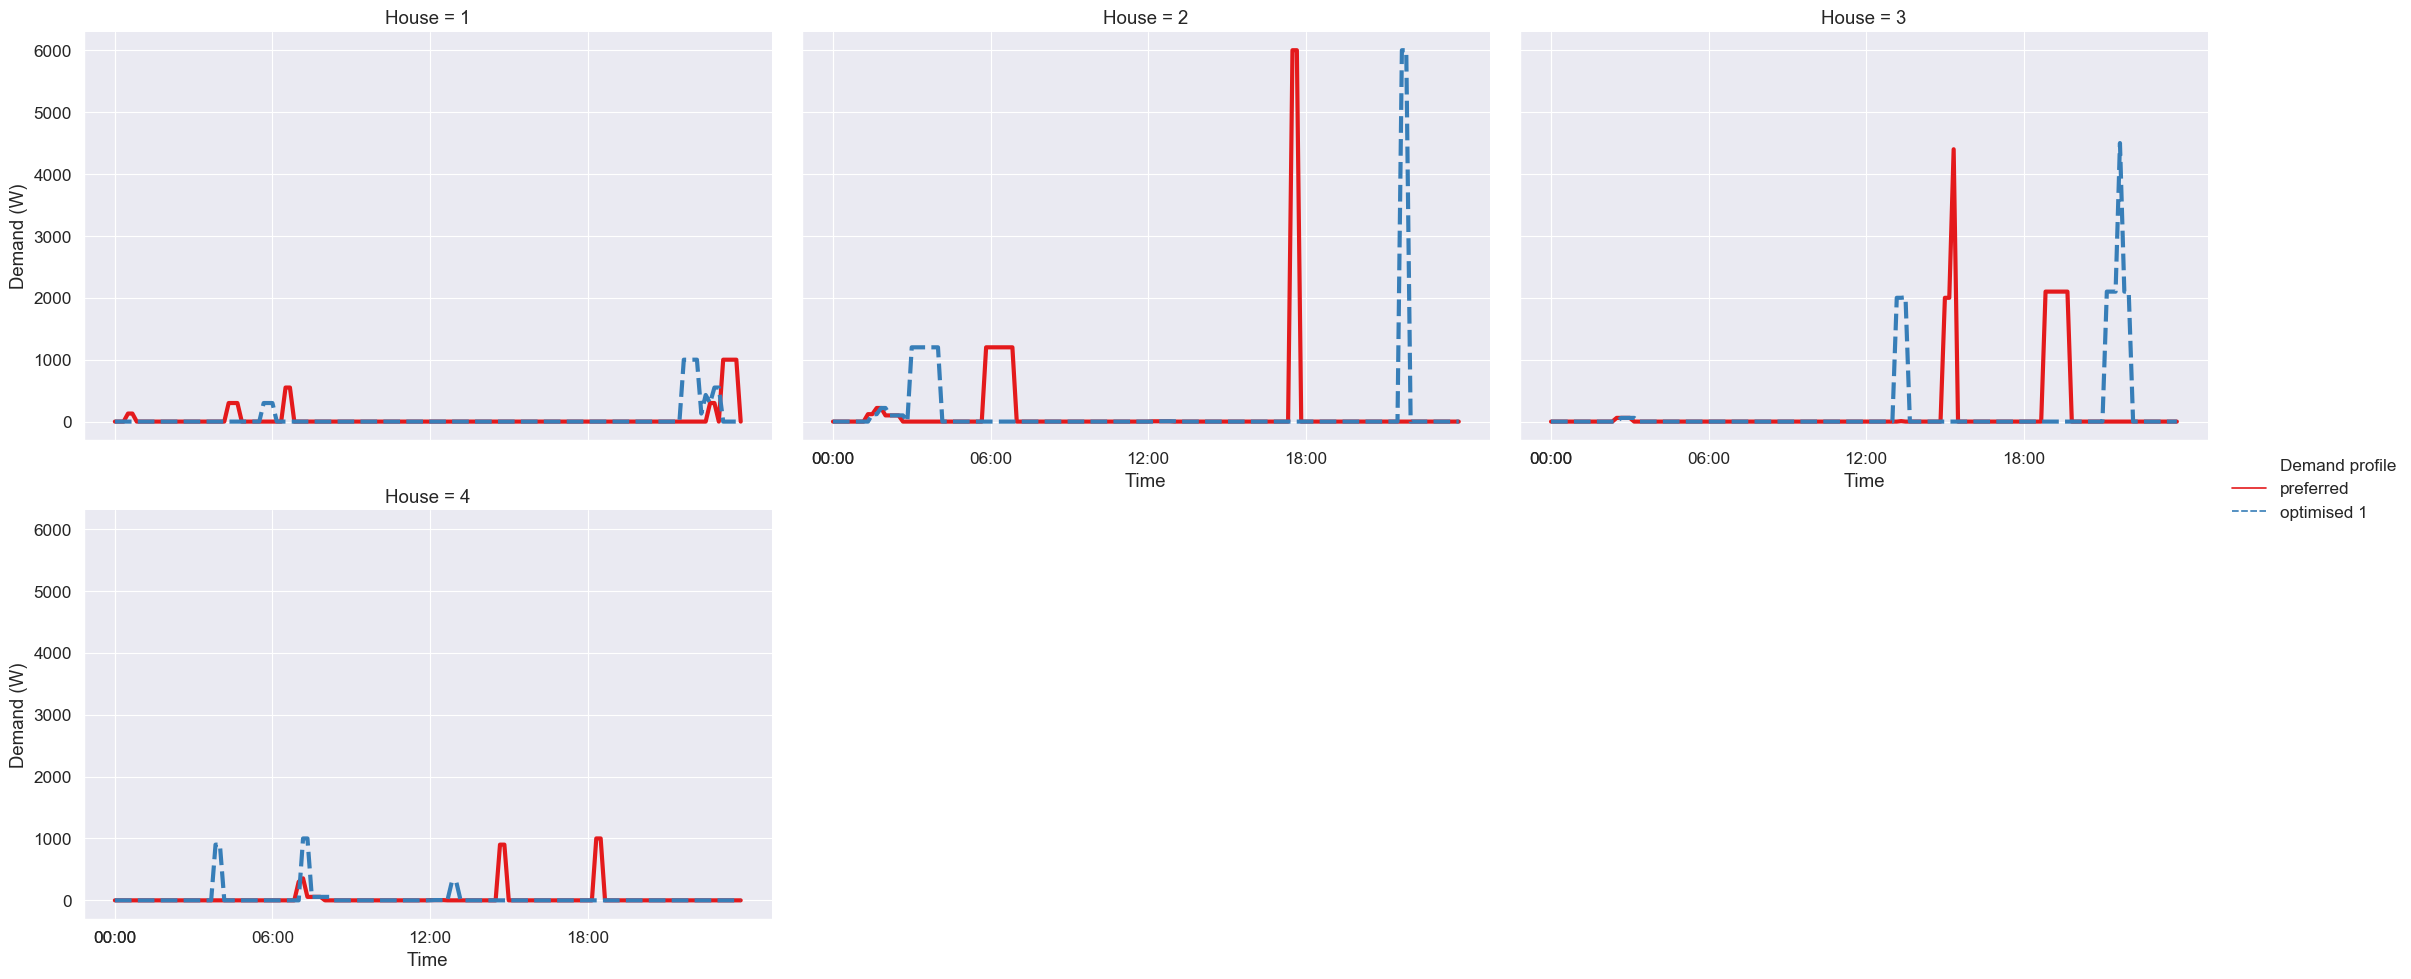 House = 1
House = 2
House = 3
6000
5000
4000
3000
2000
1000
0
Demand (W)
00:00
06:00
12:00
18:00
Time
00:00
06:00
12:00
18:00
Time
Demand profile
preferred
optimised 1
House = 4
6000
5000
4000
3000
2000
1000
0
Demand (W)
00:00
06:00
12:00
18:00
Time